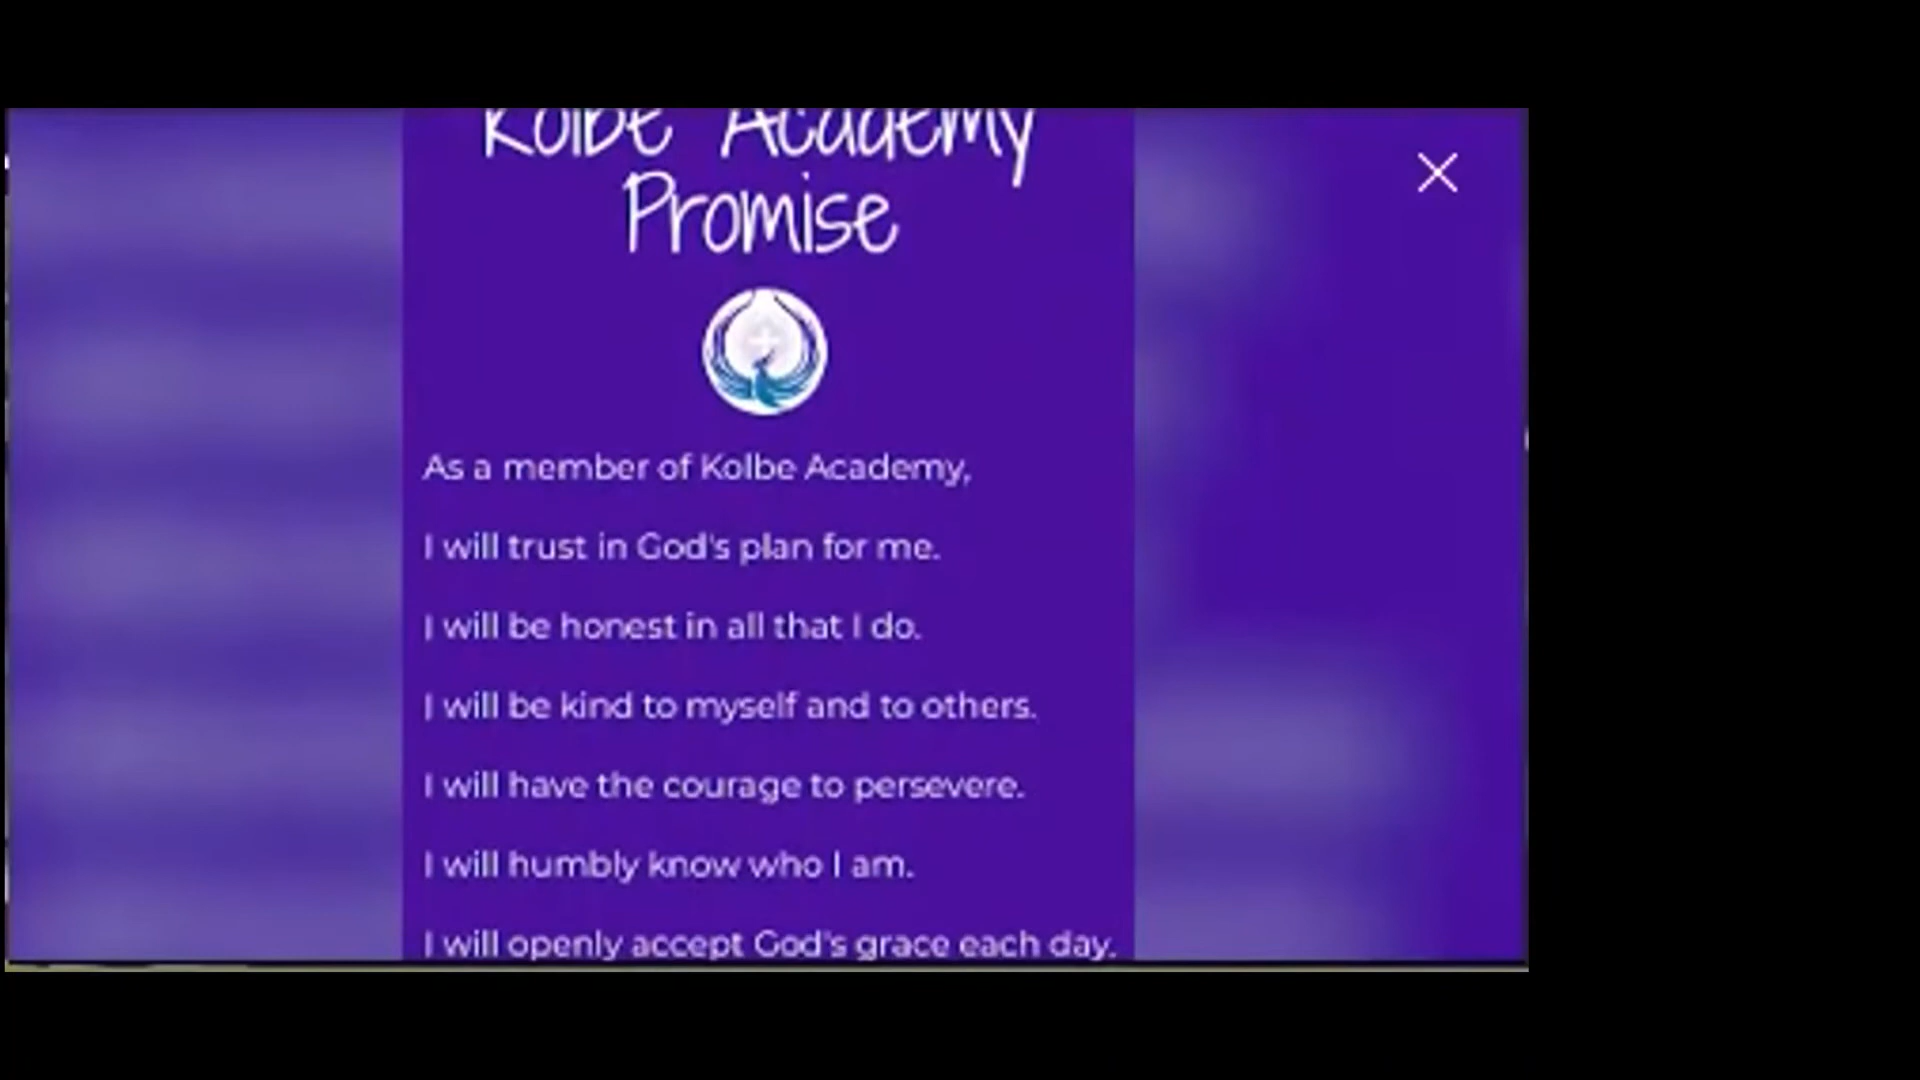 Kolbe Academy
Promise
As a member of Kolbe Academy,
I will trust in God's plan for me.
I will be honest in all that I do.
I will be kind to myself and to others.
I will have the courage to persevere.
I will humbly know who I am.
I will openly accept God's grace each day.